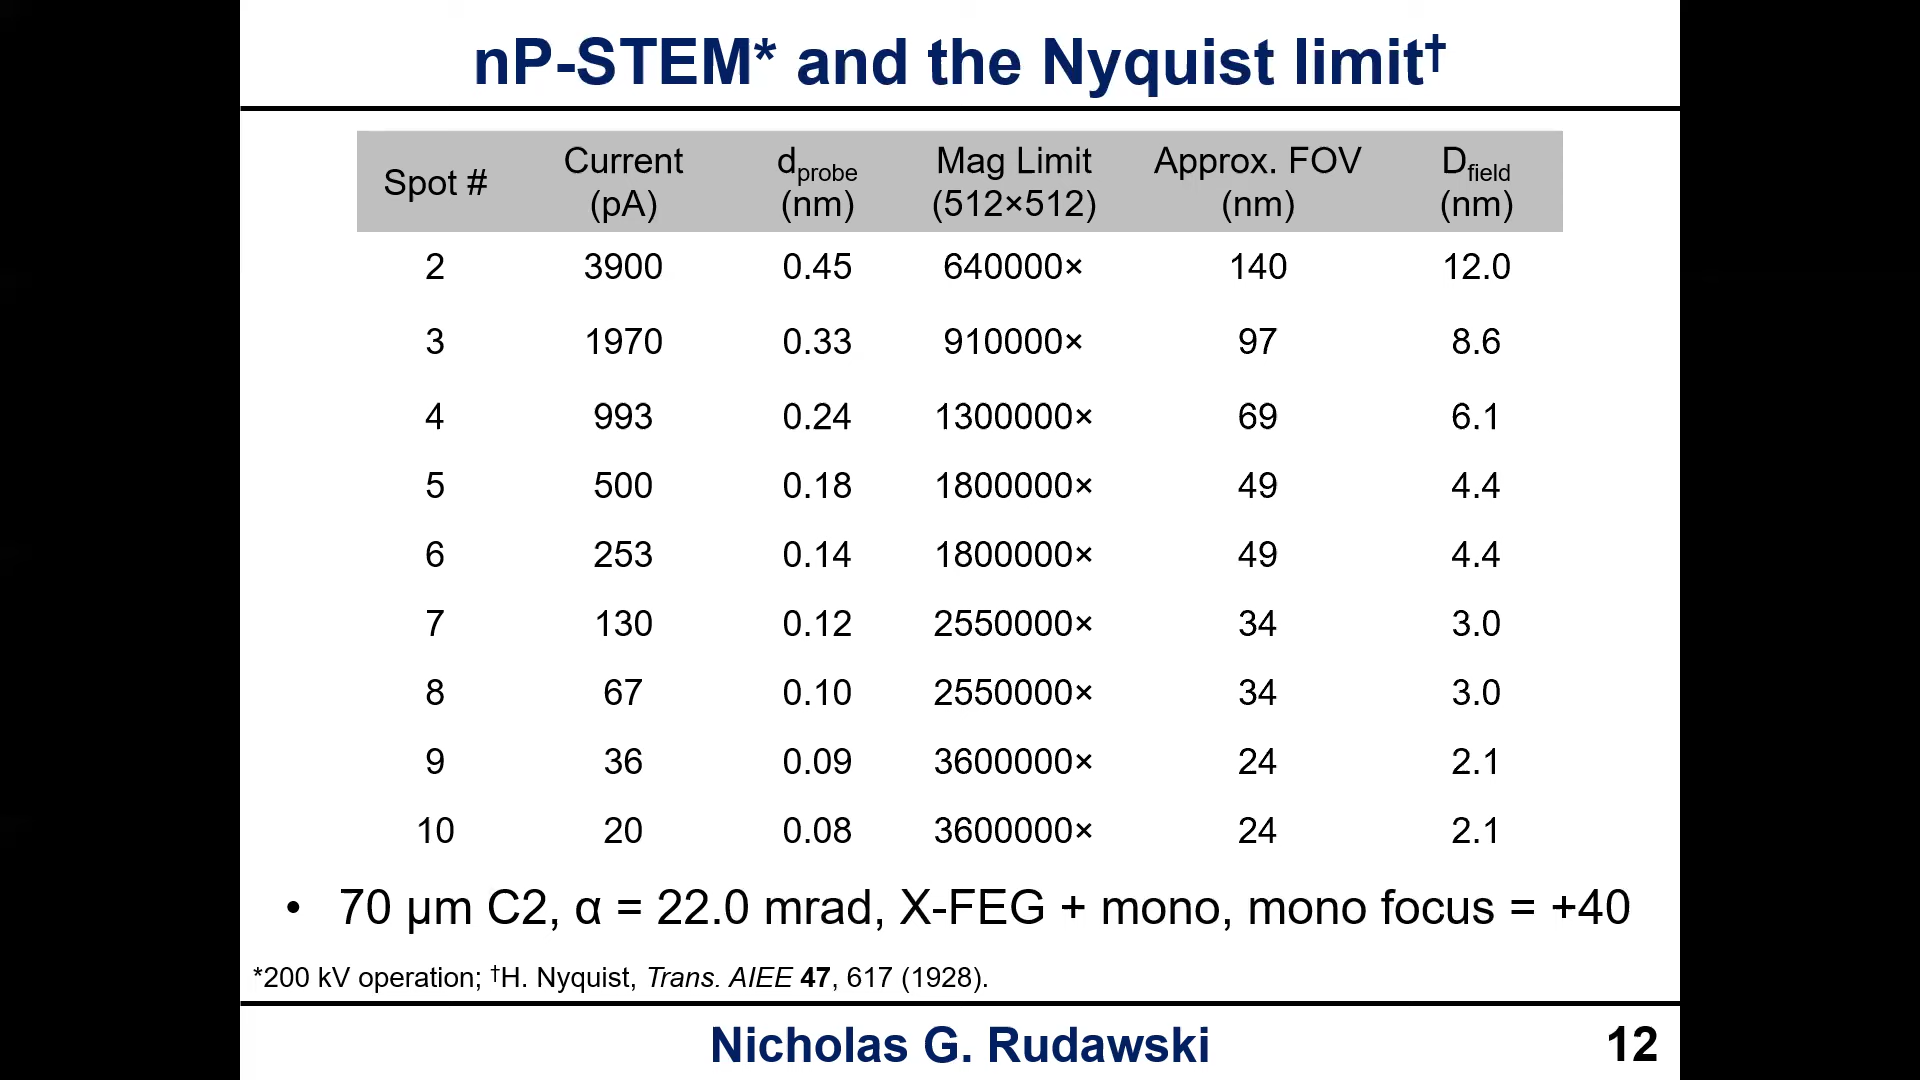 nP-STEM* and the Nyquist limit†
Spot # Current (pA) dprobe (nm) Mag Limit (512×512) Approx. FOV (nm) Dfield (nm)
2 3900 0.45 640000× 140 12.0
3 1970 0.33 910000× 97 8.6
4 993 0.24 1300000× 69 6.1
5 500 0.18 1800000× 49 4.4
6 253 0.14 1800000× 49 4.4
7 130 0.12 2550000× 34 3.0
8 67 0.10 2550000× 34 3.0
9 36 0.09 3600000× 24 2.1
10 20 0.08 3600000× 24 2.1
• 70 μm C2, α = 22.0 mrad, X-FEG + mono, mono focus = +40
*200 kV operation; †H. Nyquist, Trans. AIEE 47, 617 (1928).
Nicholas G. Rudawski 12